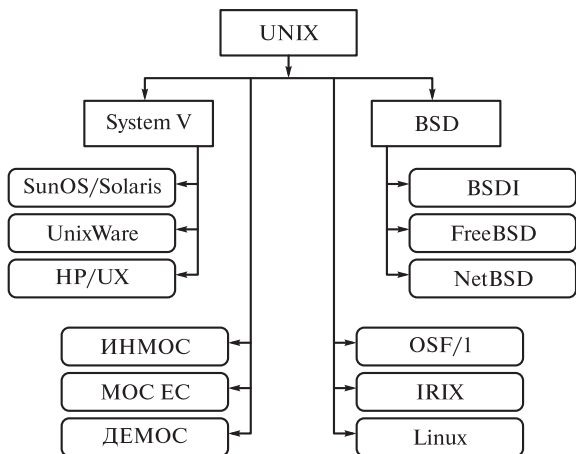 UNIX
System V
BSD
SunOS/Solaris
BSDI
UnixWare
FreeBSD
HP/UX
NetBSD
ИНМОС
OSF/1
МОС ЕС
IRIX
ДЕМОС
Linux